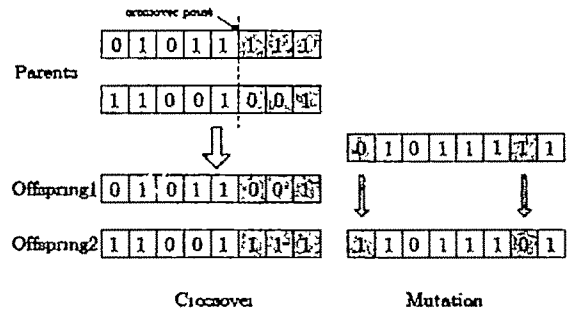 crossover point
0 1 0 1 1 1 1 1
Parents
1 1 0 0 1 0 0 1
0 1 0 1 1 1 1 1
Offspring1 0 1 0 1 1 0 0 1
Offspring2 1 1 0 0 1 1 1 1
1 1 0 1 1 1 0 1
Crossover
Mutation